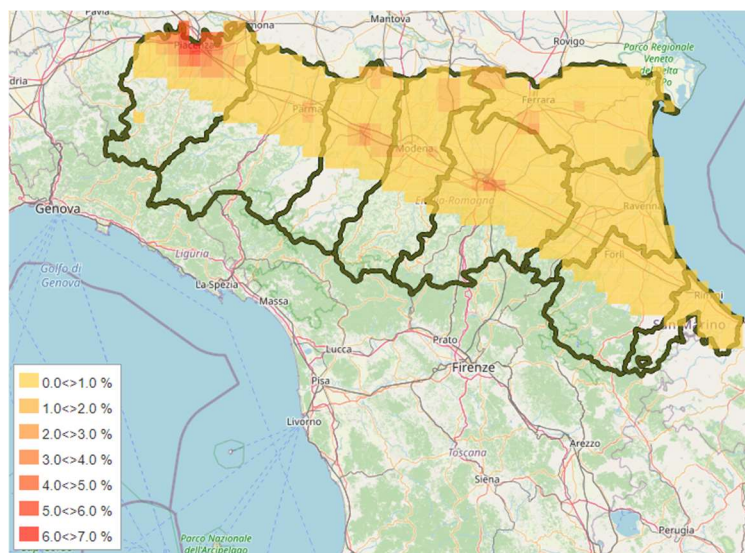 Pavia
Mantova
Rovigo
Parco Regionale
Veneto
del Delta
Piacenza
Parma
Ferrara
Modena
Emilia-Romagna
Ravenna
Forlì
Rimini
San Marino
Genova
Golfo di
Genova
Liguria
La Spezia
Massa
Lucca
Prato
Pisa
Firenze
Livorno
Toscana
Arezzo
Siena
Perugia
Parco Nazionale
dell'Arcipelago
0.0<>1.0 %
1.0<>2.0 %
2.0<>3.0 %
3.0<>4.0 %
4.0<>5.0 %
5.0<>6.0 %
6.0<>7.0 %